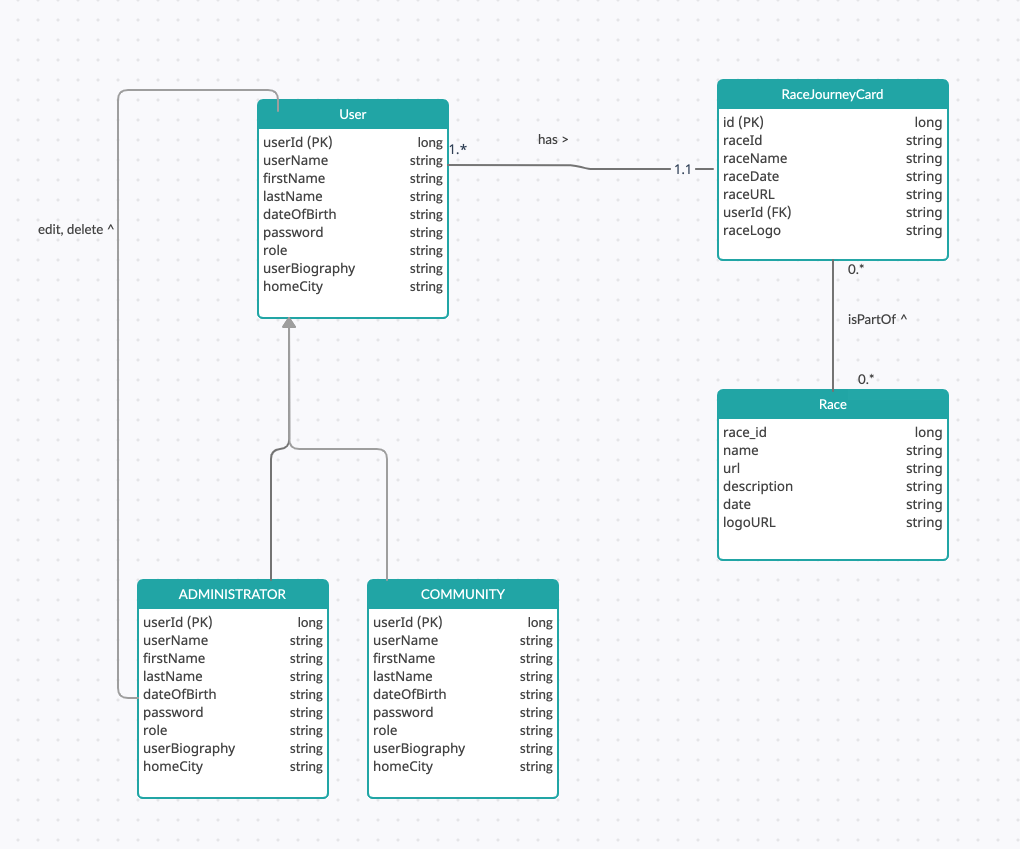 User
userId (PK) long
userName string
firstName string
lastName string
dateOfBirth string
password string
role string
userBiography string
homeCity string
1.*
has >
1.1
RaceJourneyCard
id (PK) long
raceId string
raceName string
raceDate string
raceURL string
userId (FK) string
raceLogo string
edit, delete ^
0.*
isPartOf ^
0.*
Race
race_id long
name string
url string
description string
date string
logoURL string
ADMINISTRATOR
userId (PK) long
userName string
firstName string
lastName string
dateOfBirth string
password string
role string
userBiography string
homeCity string
COMMUNITY
userId (PK) long
userName string
firstName string
lastName string
dateOfBirth string
password string
role string
userBiography string
homeCity string